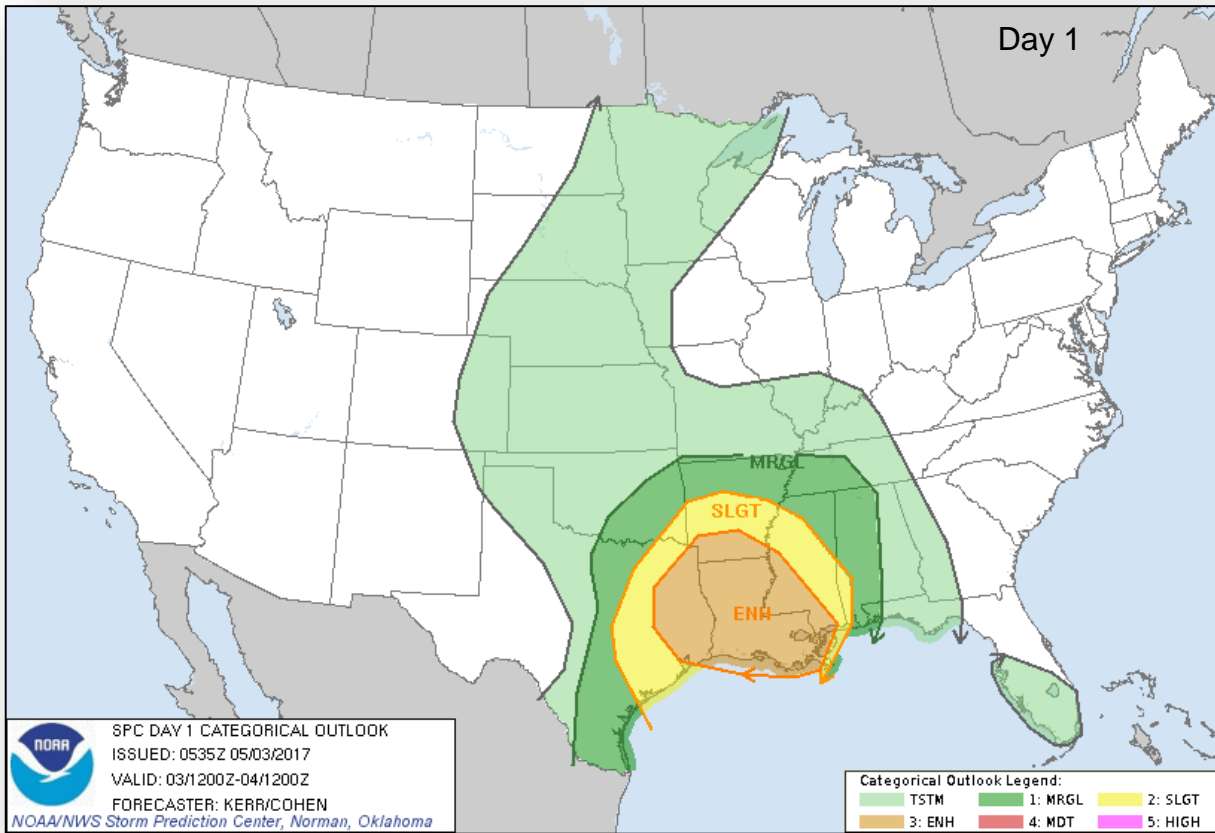 Day 1
MRGL
SLGT
ENH
NOAA
SPC DAY 1 CATEGORICAL OUTLOOK
ISSUED: 0535Z 05/03/2017
VALID: 03/1200Z-04/1200Z
FORECASTER: KERR/COHEN
NOAA/NWS Storm Prediction Center, Norman, Oklahoma
Categorical Outlook Legend:
TSTM 1: MRGL 2: SLGT
3: ENH 4: MDT 5: HIGH